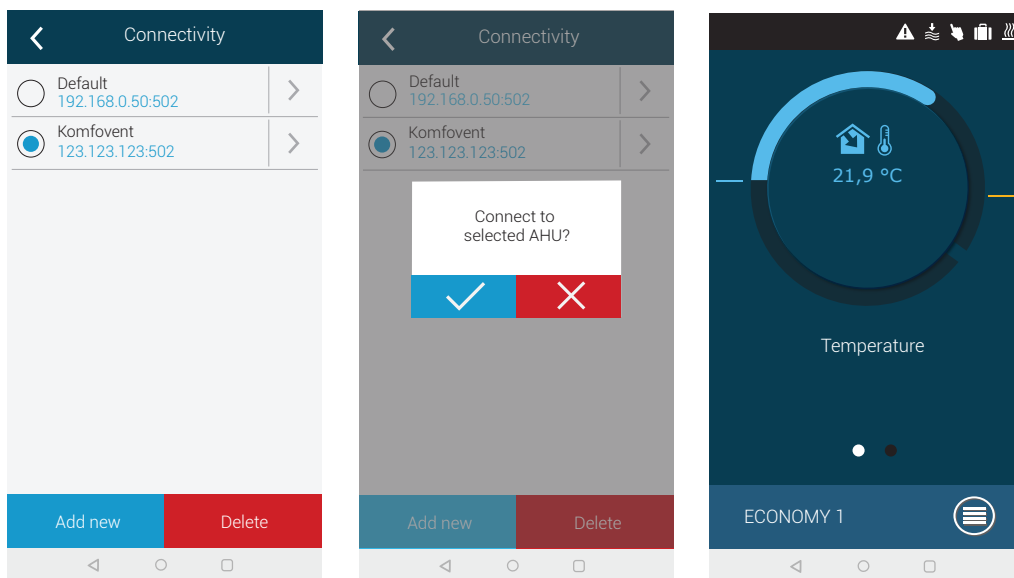 Connectivity
Default
192.168.0.50:502
Komfovent
123.123.123:502
Add new
Delete
Connectivity
Default
192.168.0.50:502
Komfovent
123.123.123:502
Connect to
selected AHU?
Add new
Delete
21,9 °C
Temperature
ECONOMY 1